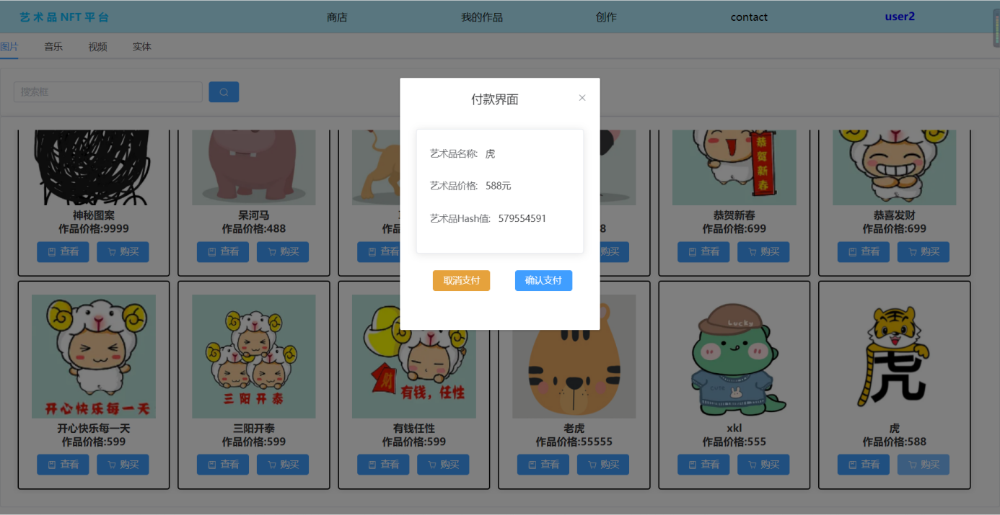 艺术品NFT平台 商店 我的作品 创作 contact user2
图片 音乐 视频 实体
搜索框
付款界面
艺术品名称: 虎
艺术品价格: 588元
艺术品Hash值: 579554591
取消支付 确认支付
恭贺新春
神秘图案 呆河马 恭贺新春 恭喜发财
作品价格:9999 作品价格:488 作品 8 作品价格:699 作品价格:699
查看 购买 查看 购买 查看 购买 查看 购买 查看 购买
Lucky
CUTE
虎
财
开心快乐每一天 三阳开泰 有钱,任性
开心快乐每一天 三阳开泰 有钱任性 老虎 xkl 虎
作品价格:599 作品价格:599 作品价格:599 作品价格:55555 作品价格:555 作品价格:588
查看 购买 查看 购买 查看 购买 查看 购买 查看 购买 查看 购买